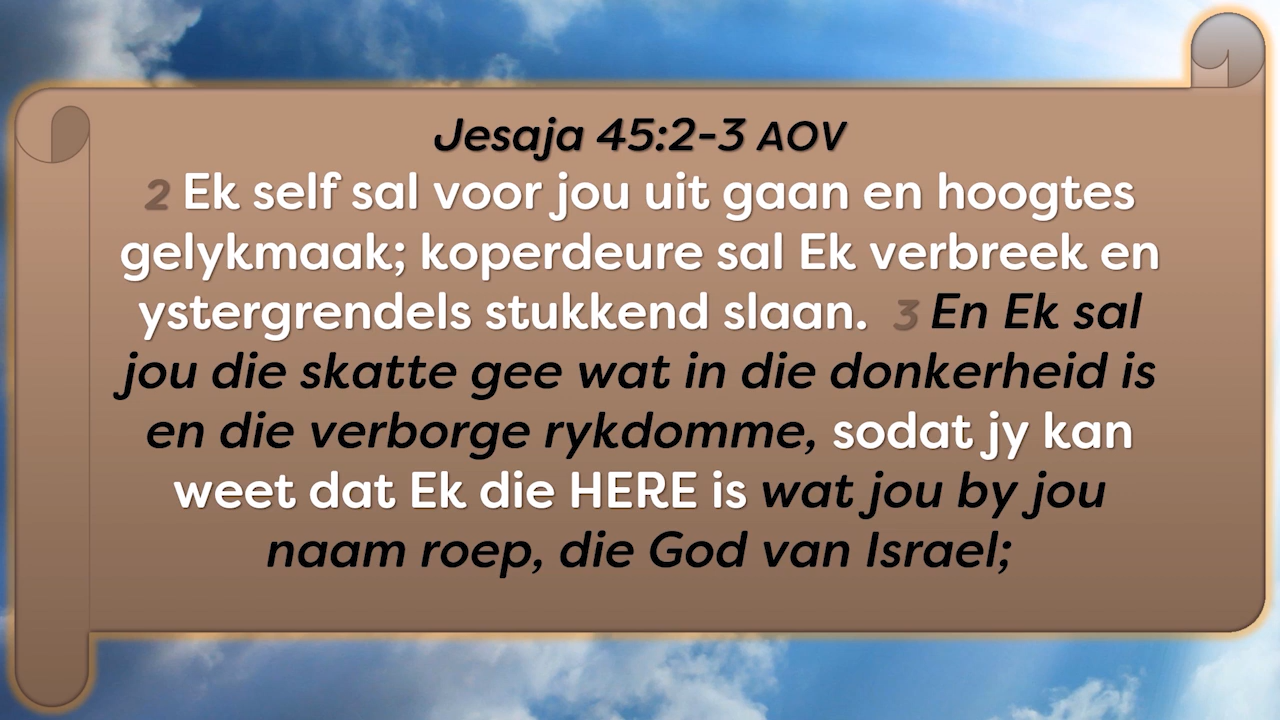 Jesaja 45:2-3 AOV
2 Ek self sal voor jou uit gaan en hoogtes
gelykmaak; koperdeure sal Ek verbreek en
ystergrendels stukkend slaan. 3 En Ek sal
jou die skatte gee wat in die donkerheid is
en die verborge rykdomme, sodat jy kan
weet dat Ek die HERE is wat jou by jou
naam roep, die God van Israel;